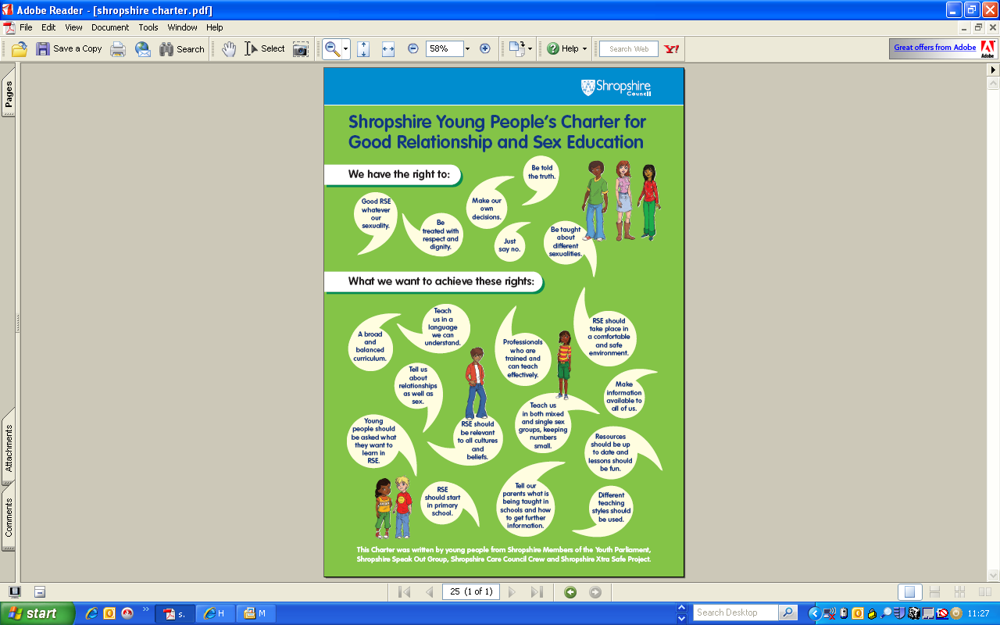 Adobe Reader - [shropshire charter.pdf]
File Edit View Document Tools Window Help
Save a Copy Search Select 58% Help Search Web Y! Great offers from Adobe Adobe
Pages
Attachments
Comments
Shropshire
Council
Shropshire Young People's Charter for
Good Relationship and Sex Education
We have the right to:
Be told
the truth.
Good RSE
whatever
our
sexuality.
Make our
own
decisions.
Be
treated with
respect and
dignity.
Just
say no.
Be taught
about
different
sexualities.
What we want to achieve these rights:
A broad
and
balanced
curriculum.
Teach
us in a
language
we can
understand.
Professionals
who are
trained and
can teach
effectively.
RSE should
take place in
a comfortable
and safe
environment.
Tell us
about
relationships
as well as
sex.
Make
information
available to
all of us.
Young
people should
be asked what
they want to
learn in
RSE.
RSE should
be relevant
to all cultures
and
beliefs.
Teach us
in both mixed
and single sex
groups, keeping
numbers
small.
Resources
should be up
to date and
lessons should
be fun.
RSE
should start
in primary
school.
Tell our
parents what is
being taught in
schools and how
to get further
information.
Different
teaching
styles should
be used.
This Charter was written by young people from Shropshire Members of the Youth Parliament,
Shropshire Speak Out Group, Shropshire Care Council Crew and Shropshire Xtra Safe Project.
25 (1 of 1)
start s. H M Search Desktop 11:27